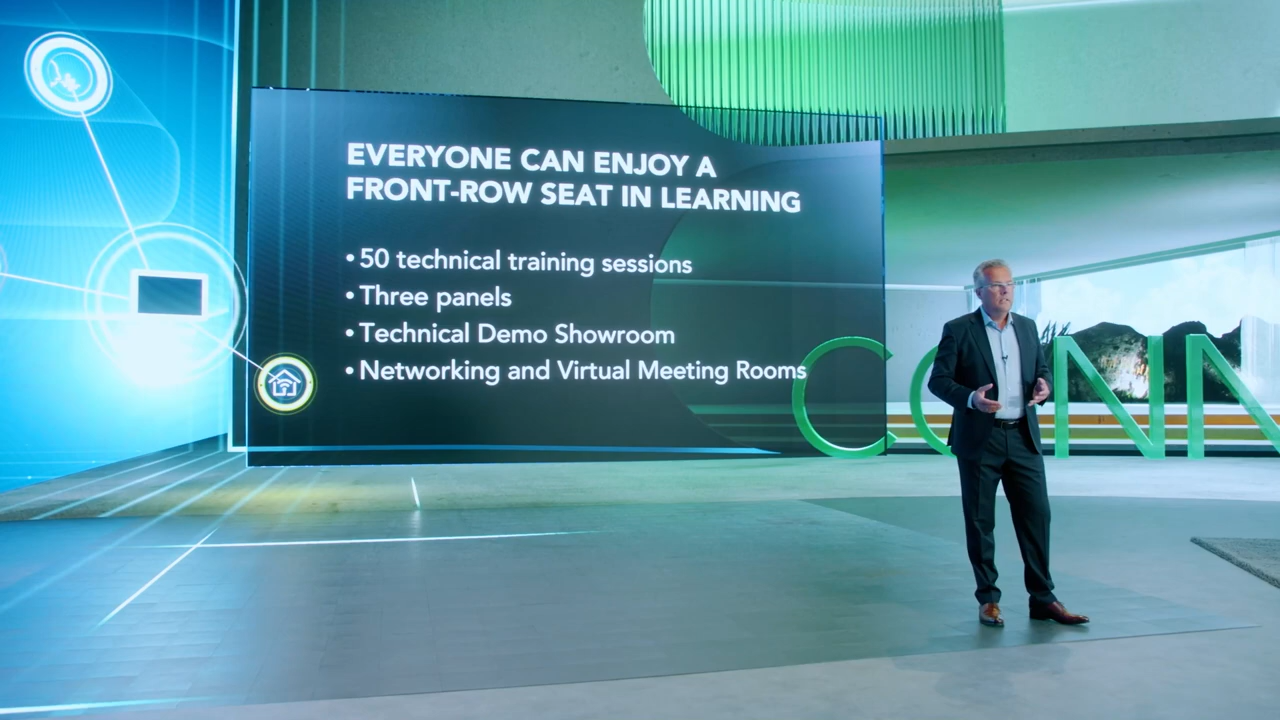 EVERYONE CAN ENJOY A
FRONT-ROW SEAT IN LEARNING
• 50 technical training sessions
• Three panels
• Technical Demo Showroom
• Networking and Virtual Meeting Rooms
CONN